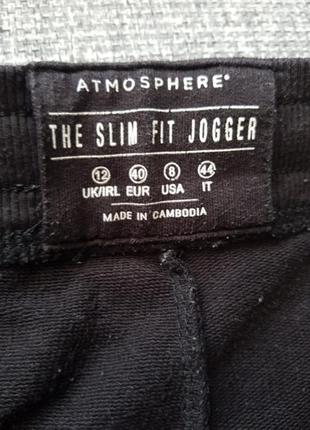 ATMOSPHERE®
THE SLIM FIT JOGGER
12 40 8 44
UK/IRL EUR USA IT
MADE IN CAMBODIA